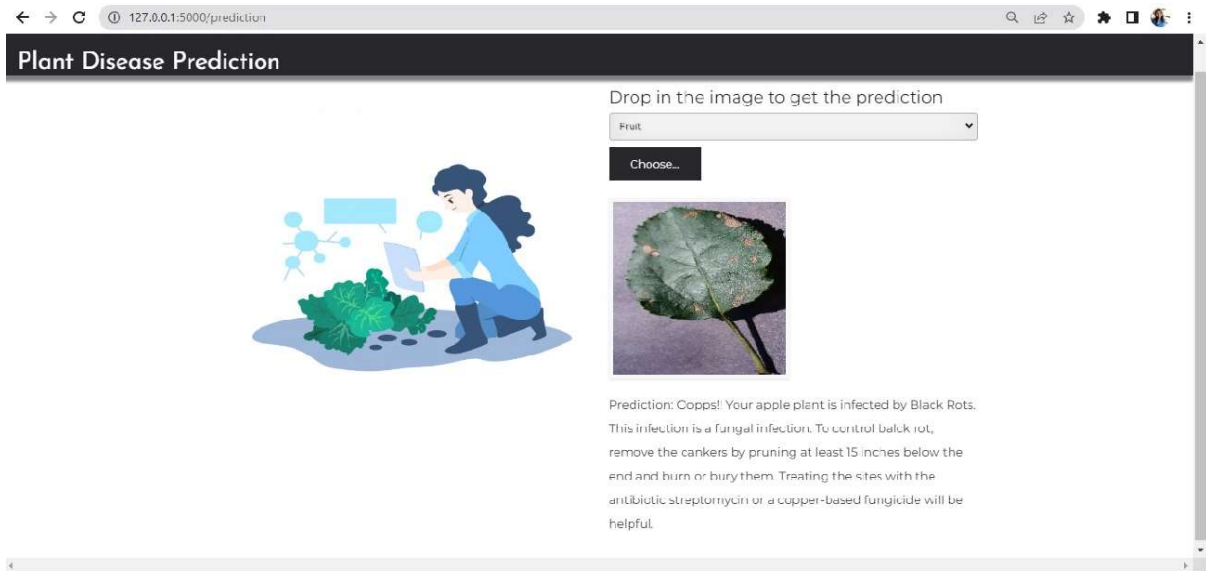 127.0.0.1:5000/prediction
Plant Disease Prediction
Drop in the image to get the prediction
Fruit
Choose...
Prediction: Oopps!! Your apple plant is infected by Black Rots.
This infection is a fungal infection. To control balck rot,
remove the cankers by pruning at least 15 inches below the
end and burn or bury them. Treating the sites with the
antibiotic streptomycin or a copper-based fungicide will be
helpful.